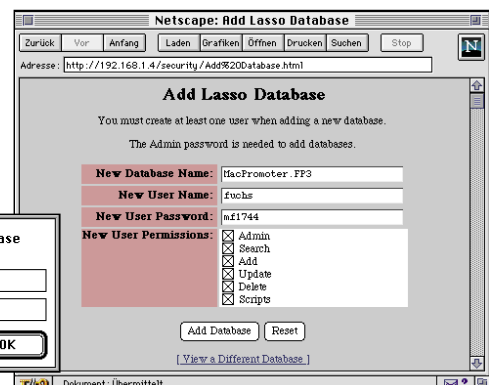 Netscape: Add Lasso Database
Zurück Vor Anfang Laden Grafiken Öffnen Drucken Suchen Stop
N
Adresse: http://192.168.1.4/security/Add%20Database.html
Add Lasso Database
You must create at least one user when adding a new database.
The Admin password is needed to add databases.
New Database Name: MacPromoter.FP3
New User Name: fuchs
New User Password: mf1744
New User Permissions: Admin
Search
Add
Update
Delete
Scripts
ase
OK
Add Database Reset
[ View a Different Database ]
Dokument: Übermittelt